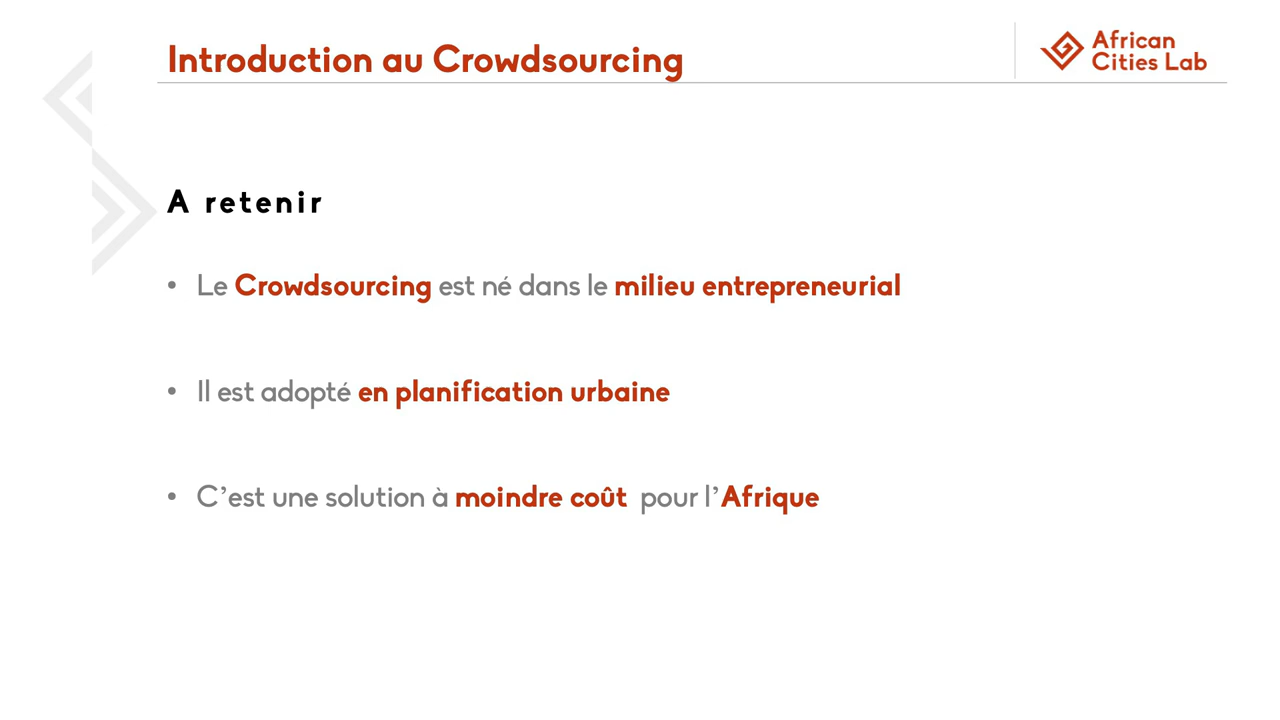 Introduction au Crowdsourcing
African
Cities Lab
A retenir
• Le Crowdsourcing est né dans le milieu entrepreneurial
• Il est adopté en planification urbaine
• C’est une solution à moindre coût pour l’Afrique